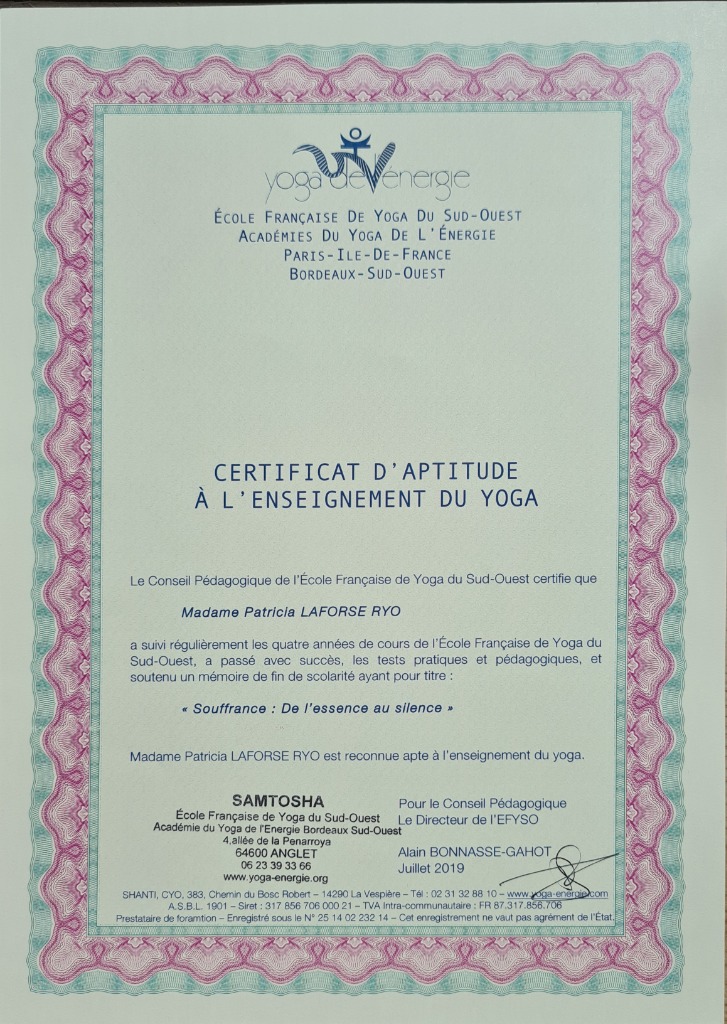 yoga de l'énergie
ÉCOLE FRANÇAISE DE YOGA DU SUD-OUEST
ACADÉMIES DU YOGA DE L'ÉNERGIE
PARIS-ILE-DE-FRANCE
BORDEAUX-SUD-OUEST
CERTIFICAT D'APTITUDE
À L'ENSEIGNEMENT DU YOGA
Le Conseil Pédagogique de l'École Française de Yoga du Sud-Ouest certifie que
Madame Patricia LAFORSE RYO
a suivi régulièrement les quatre années de cours de l'École Française de Yoga du
Sud-Ouest, a passé avec succès, les tests pratiques et pédagogiques, et
soutenu un mémoire de fin de scolarité ayant pour titre :
« Souffrance : De l'essence au silence »
Madame Patricia LAFORSE RYO est reconnue apte à l'enseignement du yoga.
SAMTOSHA
École Française de Yoga du Sud-Ouest
Académie du Yoga de l'Energie Bordeaux Sud-Ouest
4,allée de la Penarroya
64600 ANGLET
06 23 39 33 66
www.yoga-energie.org
Pour le Conseil Pédagogique
Le Directeur de l'EFYSO
Alain BONNASSE-GAHOT
Juillet 2019
SHANTI, CYO, 383, Chemin du Bosc Robert – 14290 La Vespière – Tél : 02 31 32 88 10 – www.yoga-energie.com
A.S.B.L. 1901 – Siret : 317 856 706 000 21 – TVA Intra-communautaire : FR 87.317.856.706
Prestataire de foramtion – Enregistré sous le N° 25 14 02 232 14 – Cet enregistrement ne vaut pas agrément de l'État.